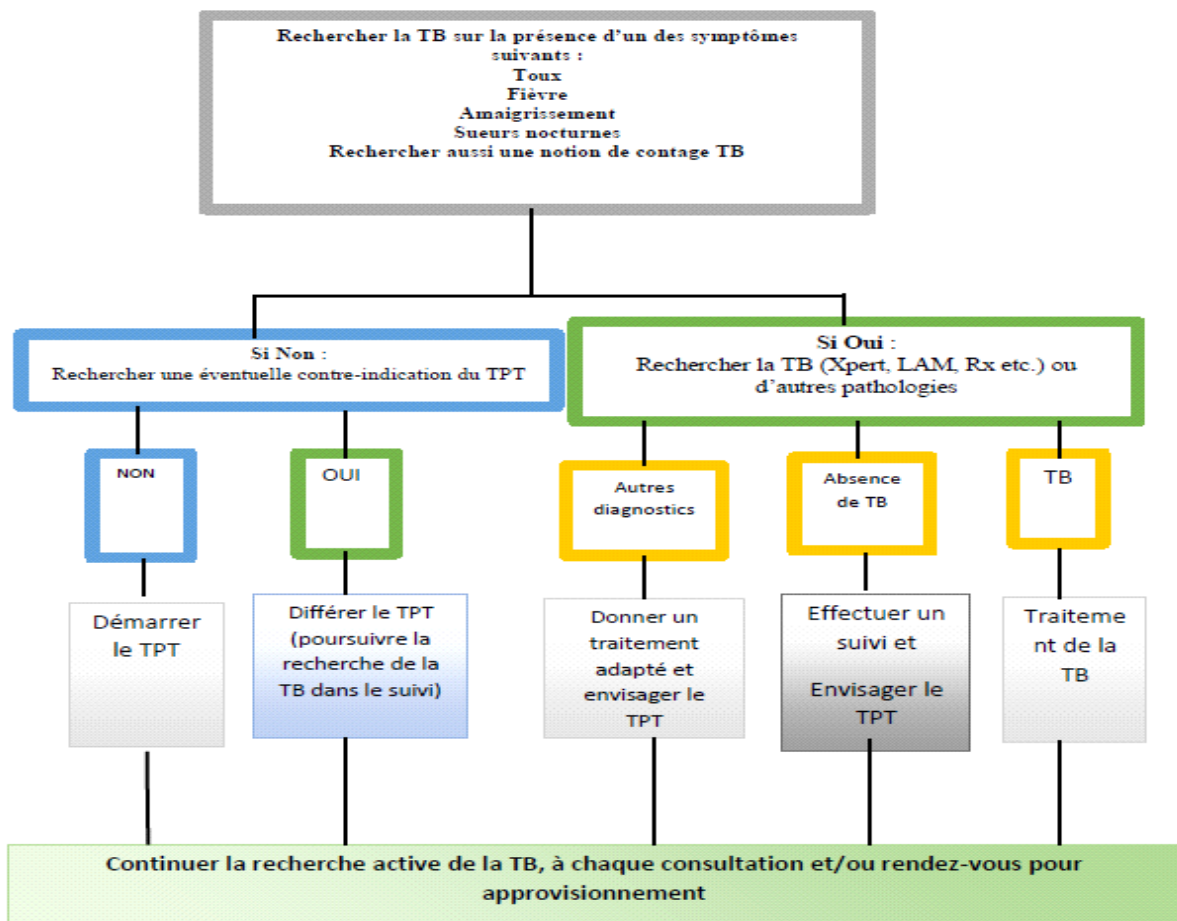 Rechercher la TB sur la présence d'un des symptômes
suivants :
Toux
Fièvre
Amaigrissement
Sueurs nocturnes
Rechercher aussi une notion de contage TB
Si Non :
Rechercher une éventuelle contre-indication du TPT
Si Oui :
Rechercher la TB (Xpert, LAM, Rx etc.) ou
d'autres pathologies
NON
OUI
Autres
diagnostics
Absence
de TB
TB
Démarrer
le TPT
Différer le TPT
(poursuivre la
recherche de la
TB dans le suivi)
Donner un
traitement
adapté et
envisager le
TPT
Effectuer un
suivi et
Envisager le
TPT
Traiteme
nt de la
TB
Continuer la recherche active de la TB, à chaque consultation et/ou rendez-vous pour
approvisionnement